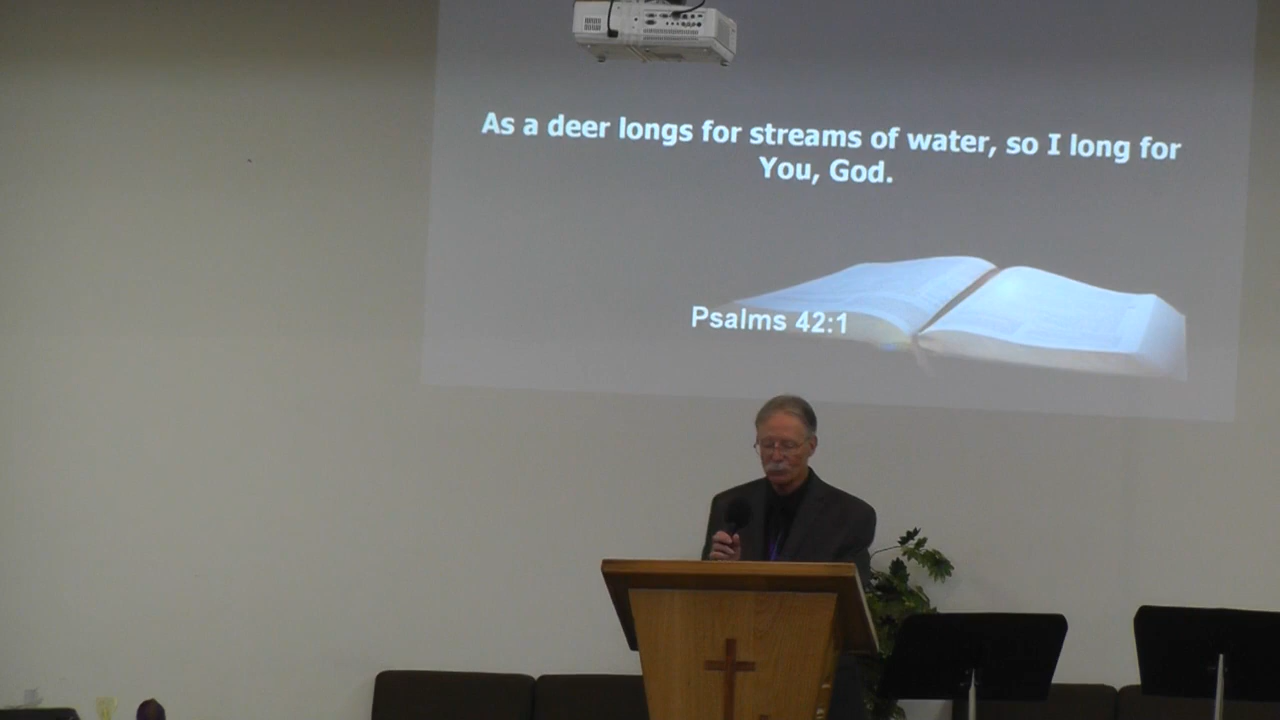 As a deer longs for streams of water, so I long for
You, God.
Psalms 42:1